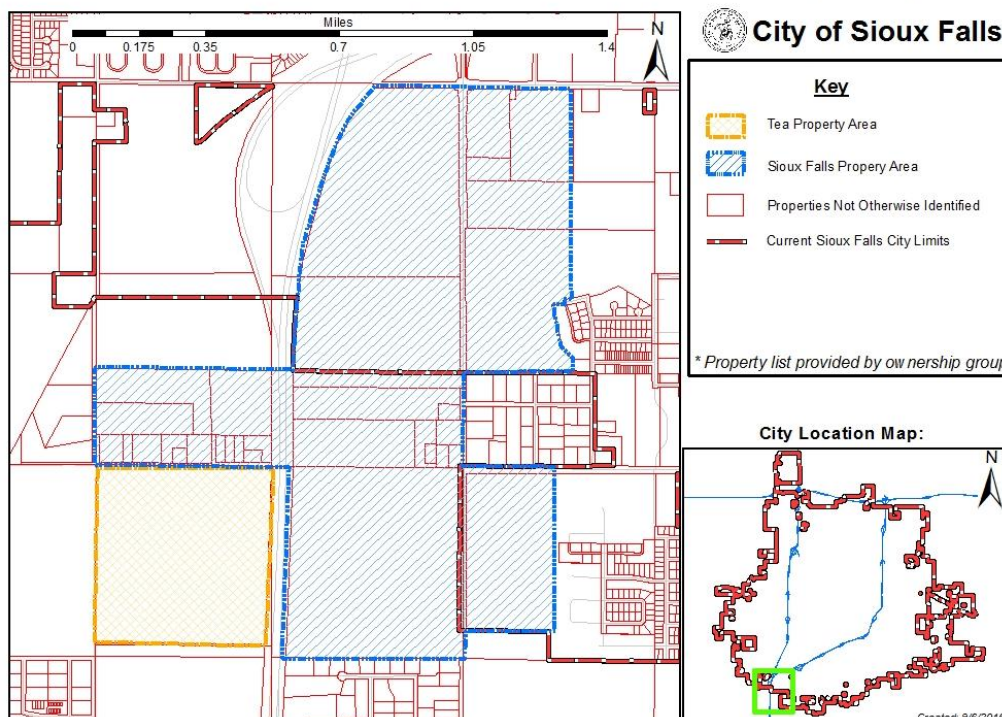 Miles
0 0.175 0.35 0.7 1.05 1.4
N
City of Sioux Falls
Key
Tea Property Area
Sioux Falls Propery Area
Properties Not Otherwise Identified
Current Sioux Falls City Limits
* Property list provided by ownership group
City Location Map:
N
Created: